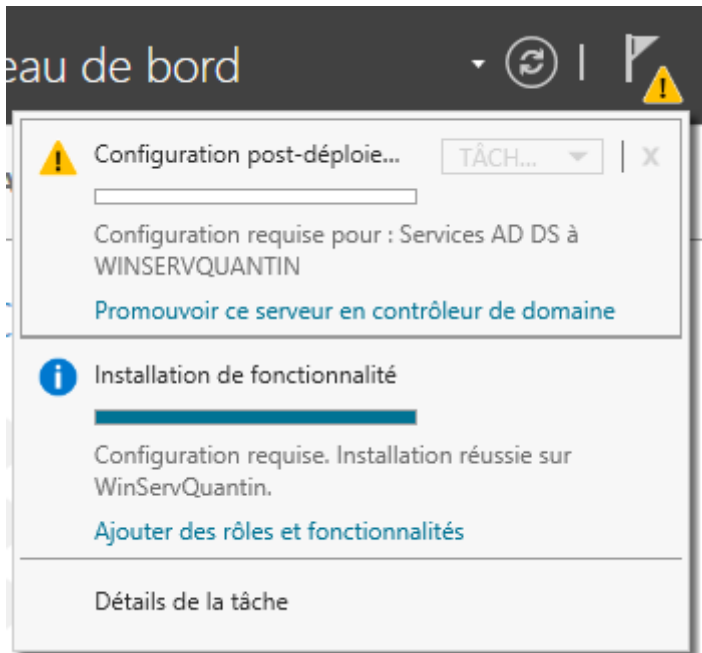 eau de bord
Configuration post-déploie... TÂCH... X
Configuration requise pour : Services AD DS à
WINSERVQUANTIN
Promouvoir ce serveur en contrôleur de domaine
Installation de fonctionnalité
Configuration requise. Installation réussie sur
WinServQuantin.
Ajouter des rôles et fonctionnalités
Détails de la tâche